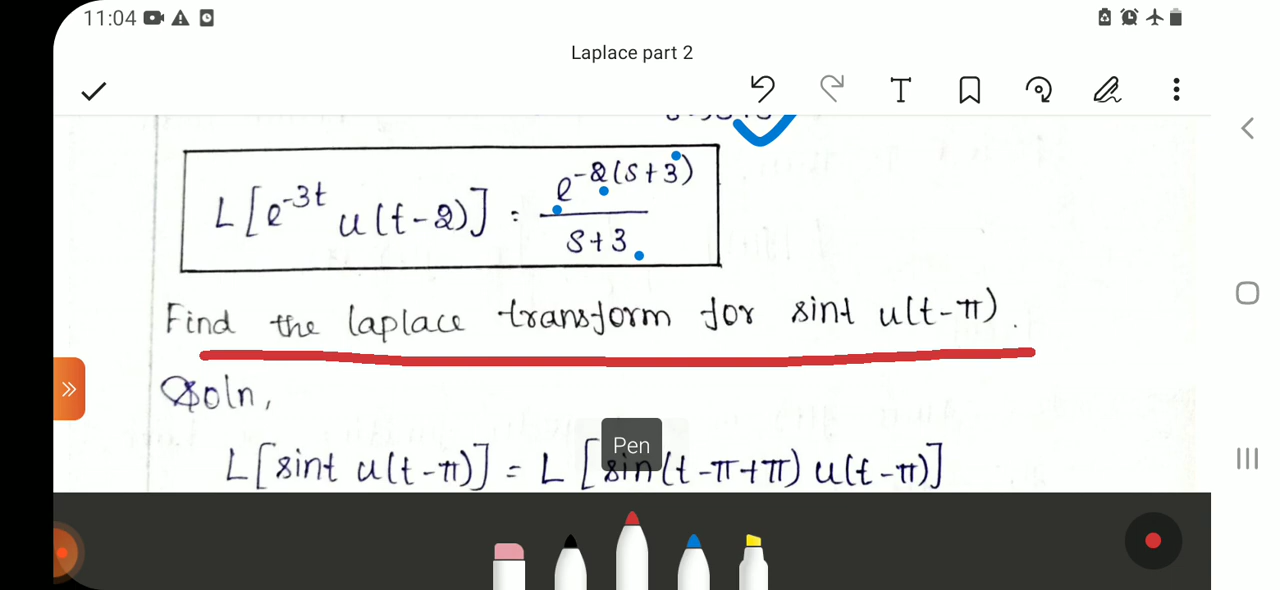 11:04
Laplace part 2
L[e^-3t u(t-2)] = e^-2(s+3) / s+3
Find the laplace transform for sint u(t-π).
Soln,
L[sint u(t-π)] = L[sin(t-π+π) u(t-π)]
Pen